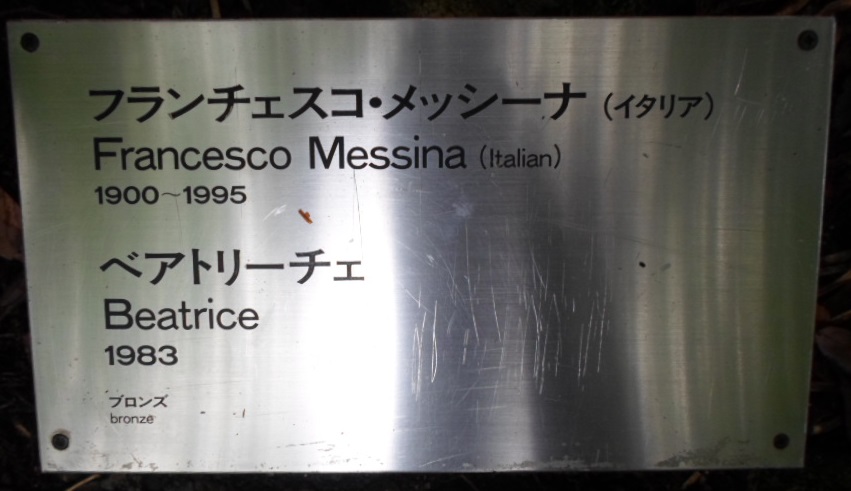 フランチェスコ・メッシーナ（イタリア）
Francesco Messina (Italian)
1900～1995
ベアトリーチェ
Beatrice
1983
ブロンズ
bronze